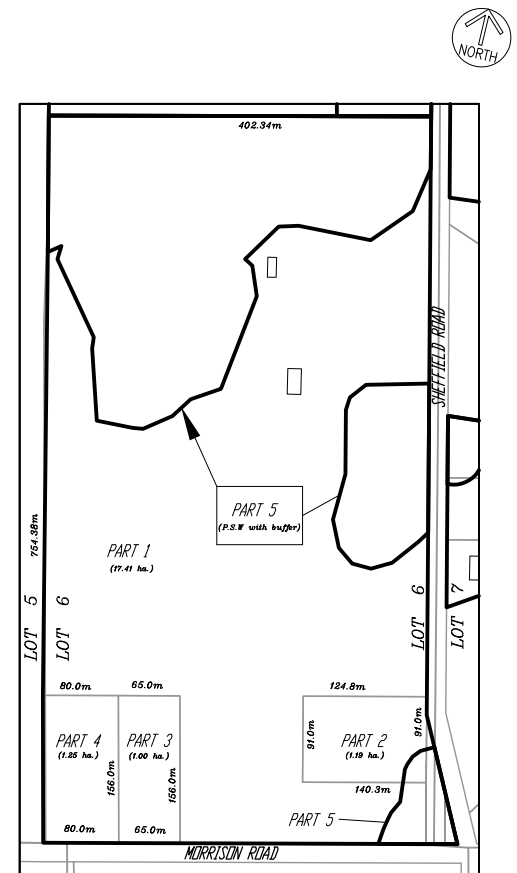 NORTH
402.34m
SHEFFIELD ROAD
PART 5
(P.S.W with buffer)
754.38m
PART 1
(17.41 ha.)
LOT 5
LOT 6
LOT 6
LOT 7
80.0m
65.0m
124.8m
91.0m
91.0m
PART 4
(1.25 ha.)
PART 3
(1.00 ha.)
PART 2
(1.19 ha.)
156.0m
156.0m
140.3m
PART 5
80.0m
65.0m
MORRISON ROAD